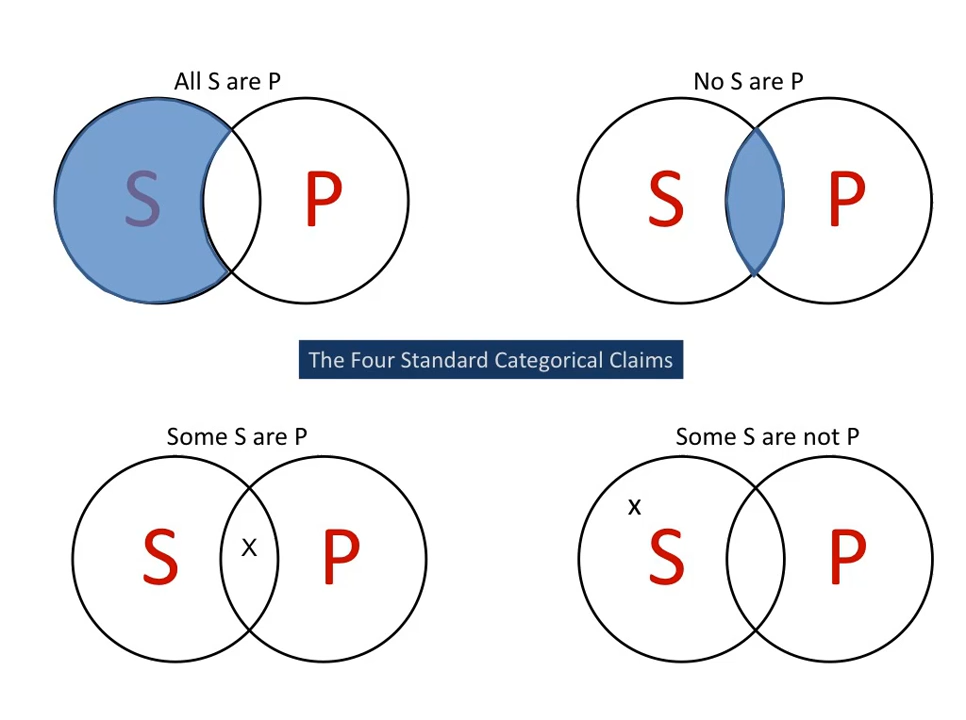 All S are P
No S are P
S
P
S
P
The Four Standard Categorical Claims
Some S are P
Some S are not P
x
S
X
P
S
P